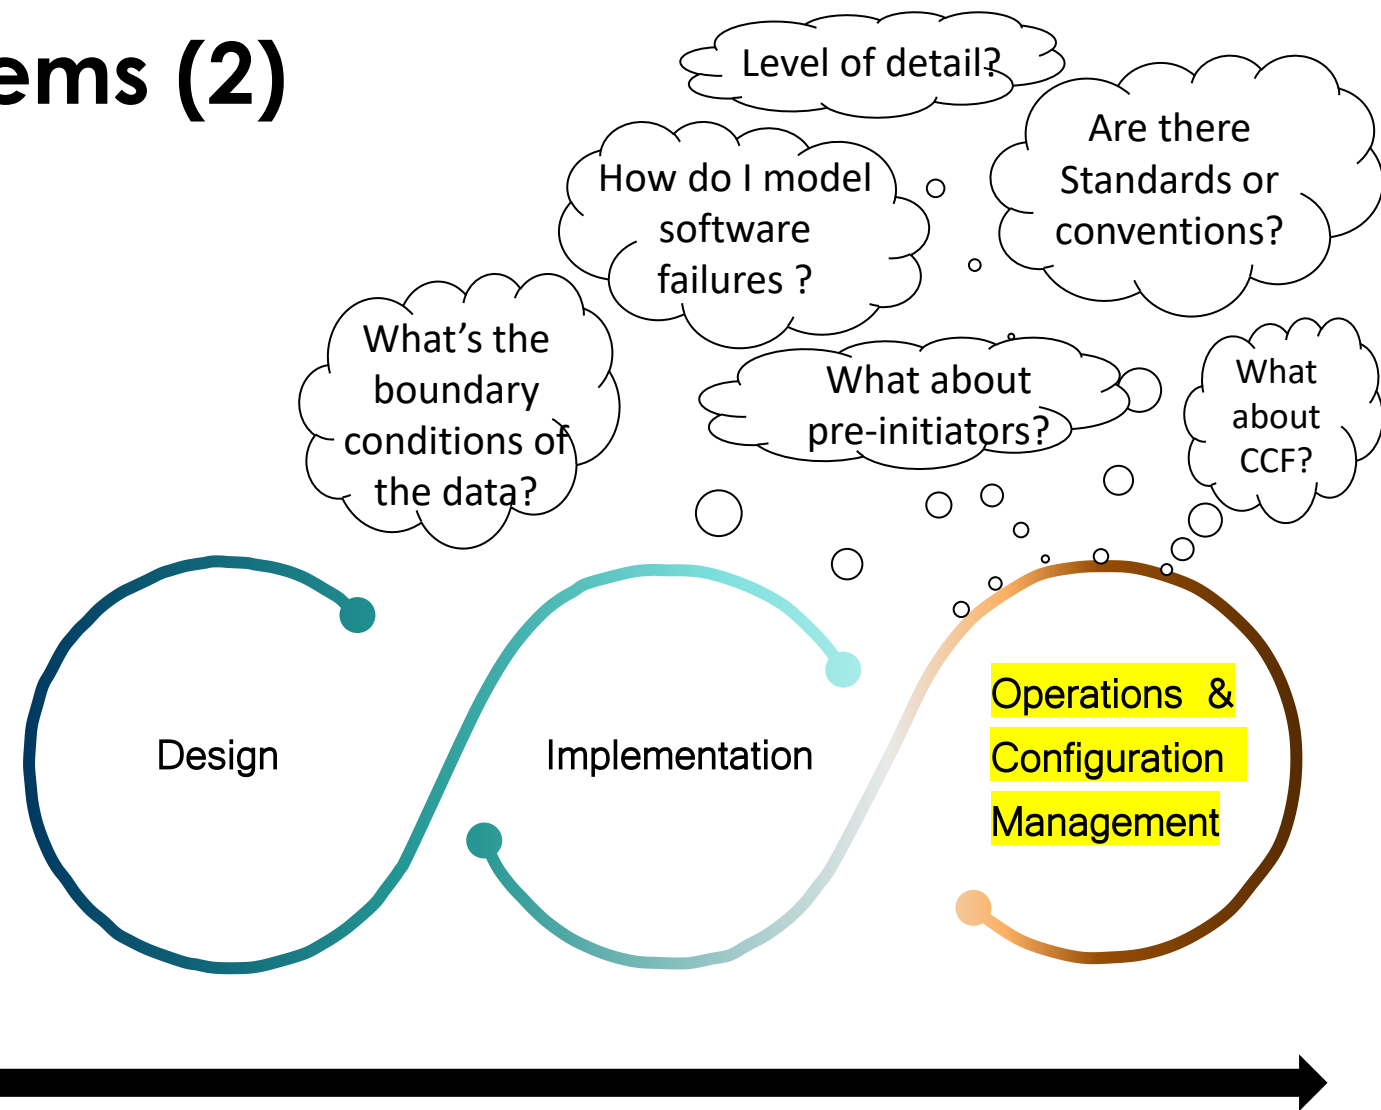 ems (2)
Level of detail?
Are there
Standards or
conventions?
How do I model
software
failures ?
What's the
boundary
conditions of
the data?
What about
pre-initiators?
What
about
CCF?
Design
Implementation
Operations &
Configuration
Management